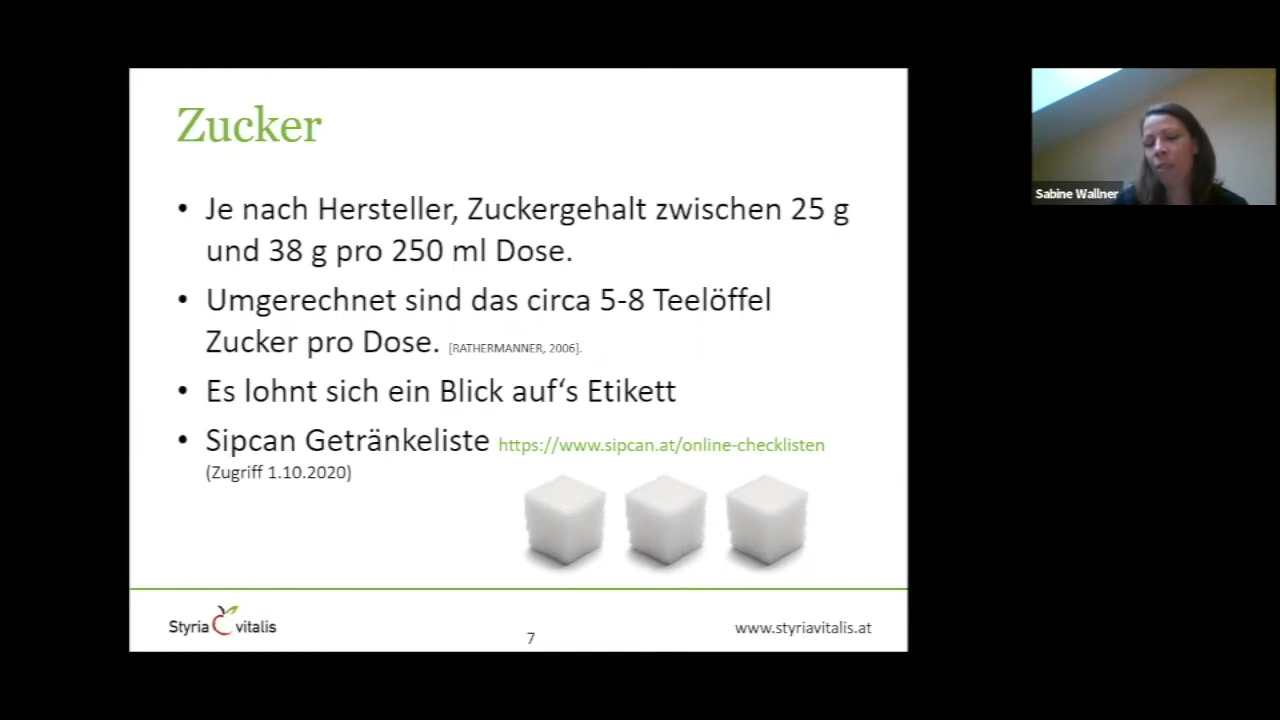 Zucker
• Je nach Hersteller, Zuckergehalt zwischen 25 g
und 38 g pro 250 ml Dose.
• Umgerechnet sind das circa 5-8 Teelöffel
Zucker pro Dose. [RATHERMANNER, 2006].
• Es lohnt sich ein Blick auf‘s Etikett
• Sipcan Getränkeliste https://www.sipcan.at/online-checklisten
(Zugriff 1.10.2020)
Styria vitalis
7
www.styriavitalis.at
Sabine Wallner